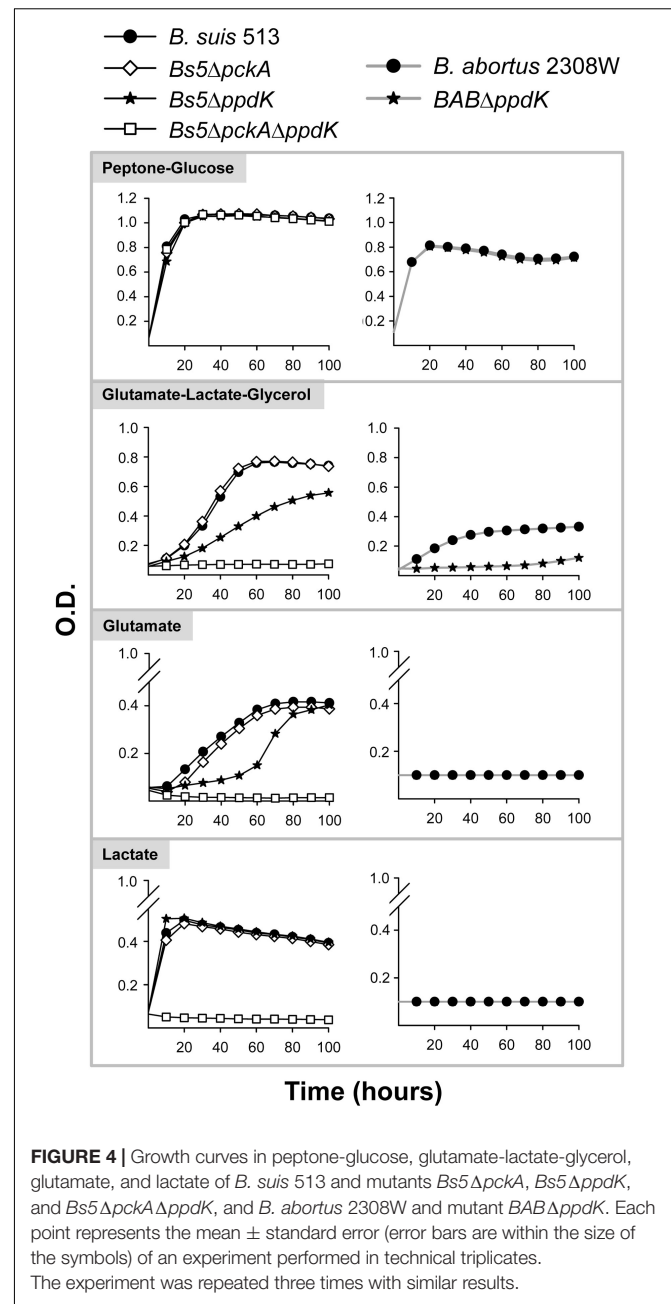 B. suis 513
Bs5ΔpckA
Bs5ΔppdK
Bs5ΔpckAΔppdK
B. abortus 2308W
BABΔppdK
Peptone-Glucose
1.2
1.0
0.8
0.6
0.4
0.2
20 40 60 80 100
1.2
1.0
0.8
0.6
0.4
0.2
20 40 60 80 100
Glutamate-Lactate-Glycerol
1.0
0.8
0.6
0.4
0.2
20 40 60 80 100
1.0
0.8
0.6
0.4
0.2
20 40 60 80 100
O.D.
Glutamate
1.0
0.4
0.2
20 40 60 80 100
1.0
0.4
0.2
20 40 60 80 100
Lactate
1.0
0.4
0.2
20 40 60 80 100
1.0
0.4
0.2
20 40 60 80 100
Time (hours)
FIGURE 4 | Growth curves in peptone-glucose, glutamate-lactate-glycerol,
glutamate, and lactate of B. suis 513 and mutants Bs5ΔpckA, Bs5ΔppdK,
and Bs5ΔpckAΔppdK, and B. abortus 2308W and mutant BABΔppdK. Each
point represents the mean ± standard error (error bars are within the size of
the symbols) of an experiment performed in technical triplicates.
The experiment was repeated three times with similar results.